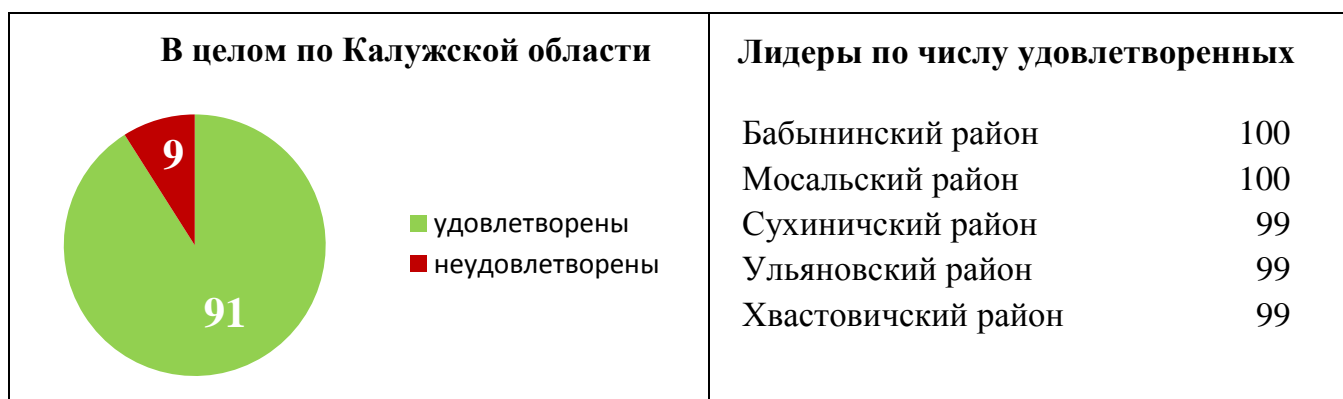 В целом по Калужской области
9
91
удовлетворены
неудовлетворены
Лидеры по числу удовлетворенных
Бабынинский район 100
Мосальский район 100
Сухиничский район 99
Ульяновский район 99
Хвастовичский район 99